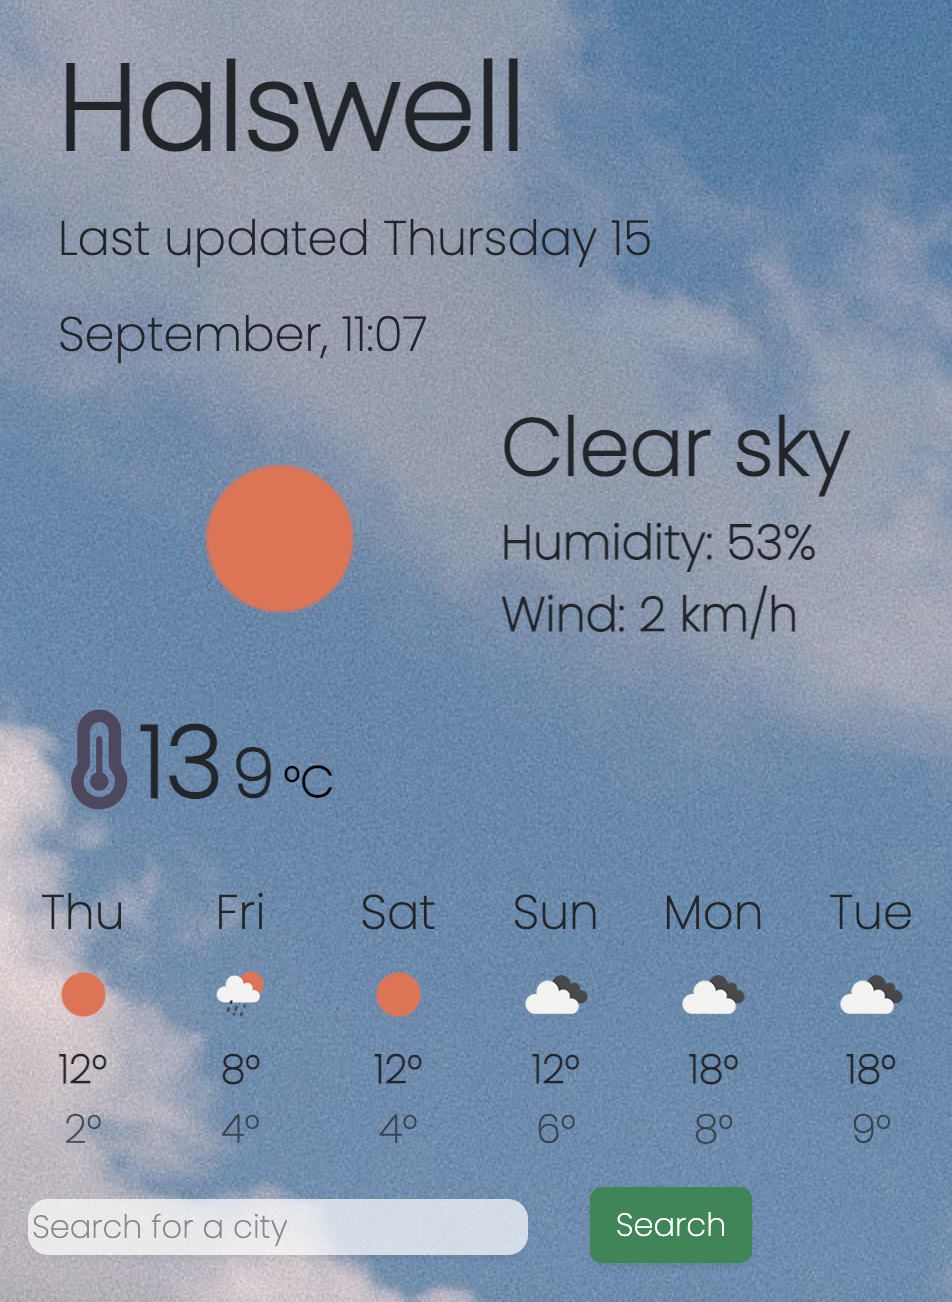 Halswell
Last updated Thursday 15
September, 11:07
Clear sky
Humidity: 53%
Wind: 2 km/h
13 9 ºC
Thu Fri Sat Sun Mon Tue
12º 8º 12º 12º 18º 18º
2º 4º 4º 6º 8º 9º
Search for a city Search